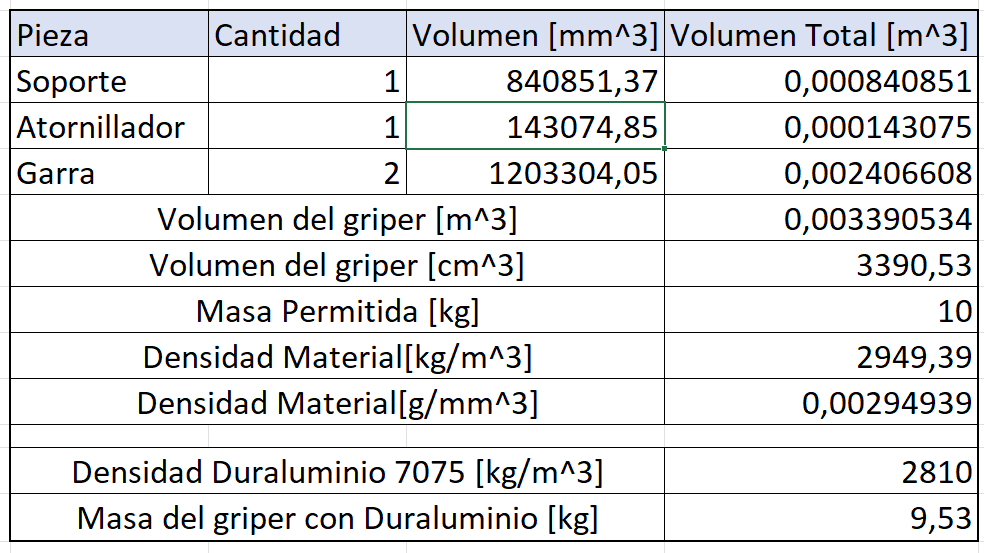 Pieza Cantidad Volumen [mm^3] Volumen Total [m^3]
Soporte 1 840851,37 0,000840851
Atornillador 1 143074,85 0,000143075
Garra 2 1203304,05 0,002406608
Volumen del griper [m^3] 0,003390534
Volumen del griper [cm^3] 3390,53
Masa Permitida [kg] 10
Densidad Material[kg/m^3] 2949,39
Densidad Material[g/mm^3] 0,00294939
Densidad Duraluminio 7075 [kg/m^3] 2810
Masa del griper con Duraluminio [kg] 9,53